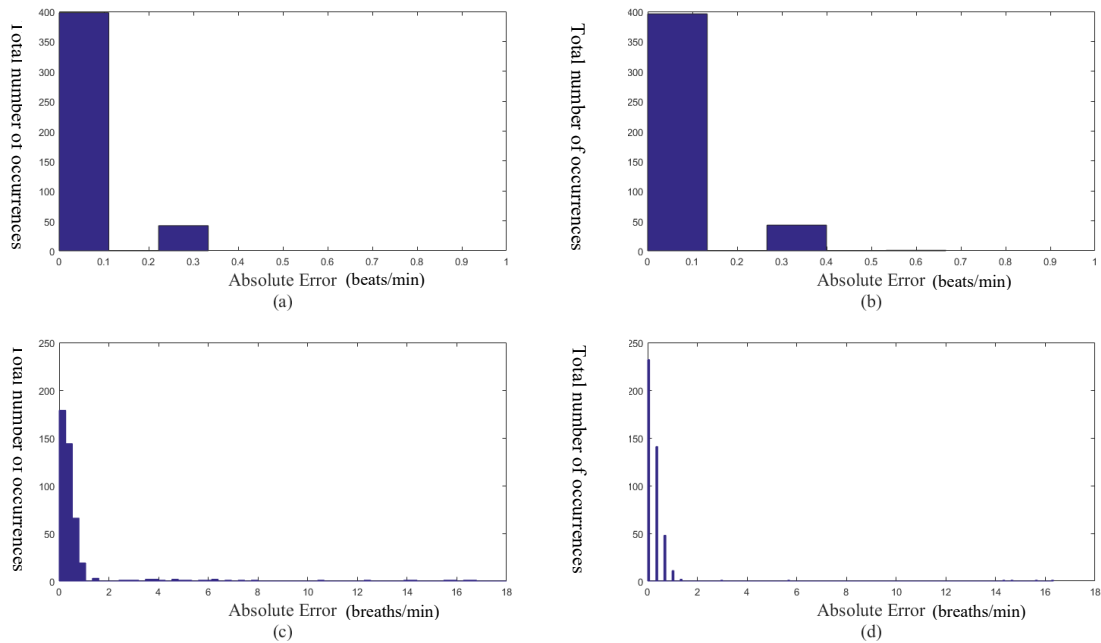 400
350
300
250
200
150
100
50
0
Total number of occurrences
0 0.1 0.2 0.3 0.4 0.5 0.6 0.7 0.8 0.9 1
Absolute Error (beats/min)
(a)
400
350
300
250
200
150
100
50
0
Total number of occurrences
0 0.1 0.2 0.3 0.4 0.5 0.6 0.7 0.8 0.9 1
Absolute Error (beats/min)
(b)
250
200
150
100
50
0
Total number of occurrences
0 2 4 6 8 10 12 14 16 18
Absolute Error (breaths/min)
(c)
250
200
150
100
50
0
Total number of occurrences
0 2 4 6 8 10 12 14 16 18
Absolute Error (breaths/min)
(d)